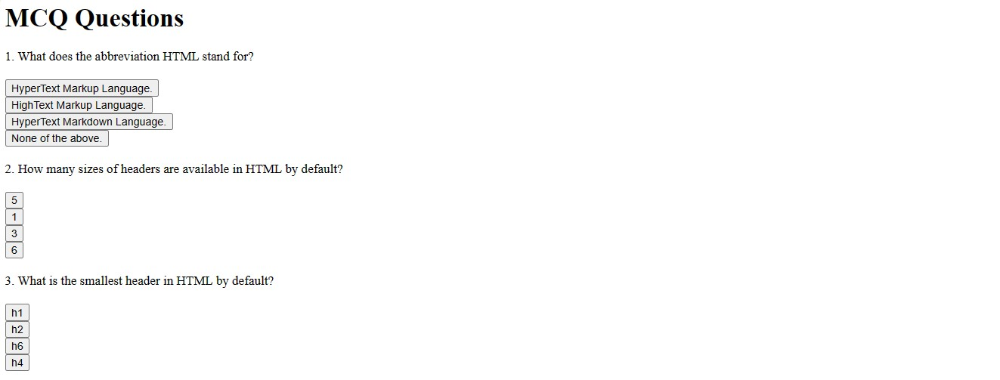 MCQ Questions
1. What does the abbreviation HTML stand for?
HyperText Markup Language.
HighText Markup Language.
HyperText Markdown Language.
None of the above.
2. How many sizes of headers are available in HTML by default?
5
1
3
6
3. What is the smallest header in HTML by default?
h1
h2
h6
h4